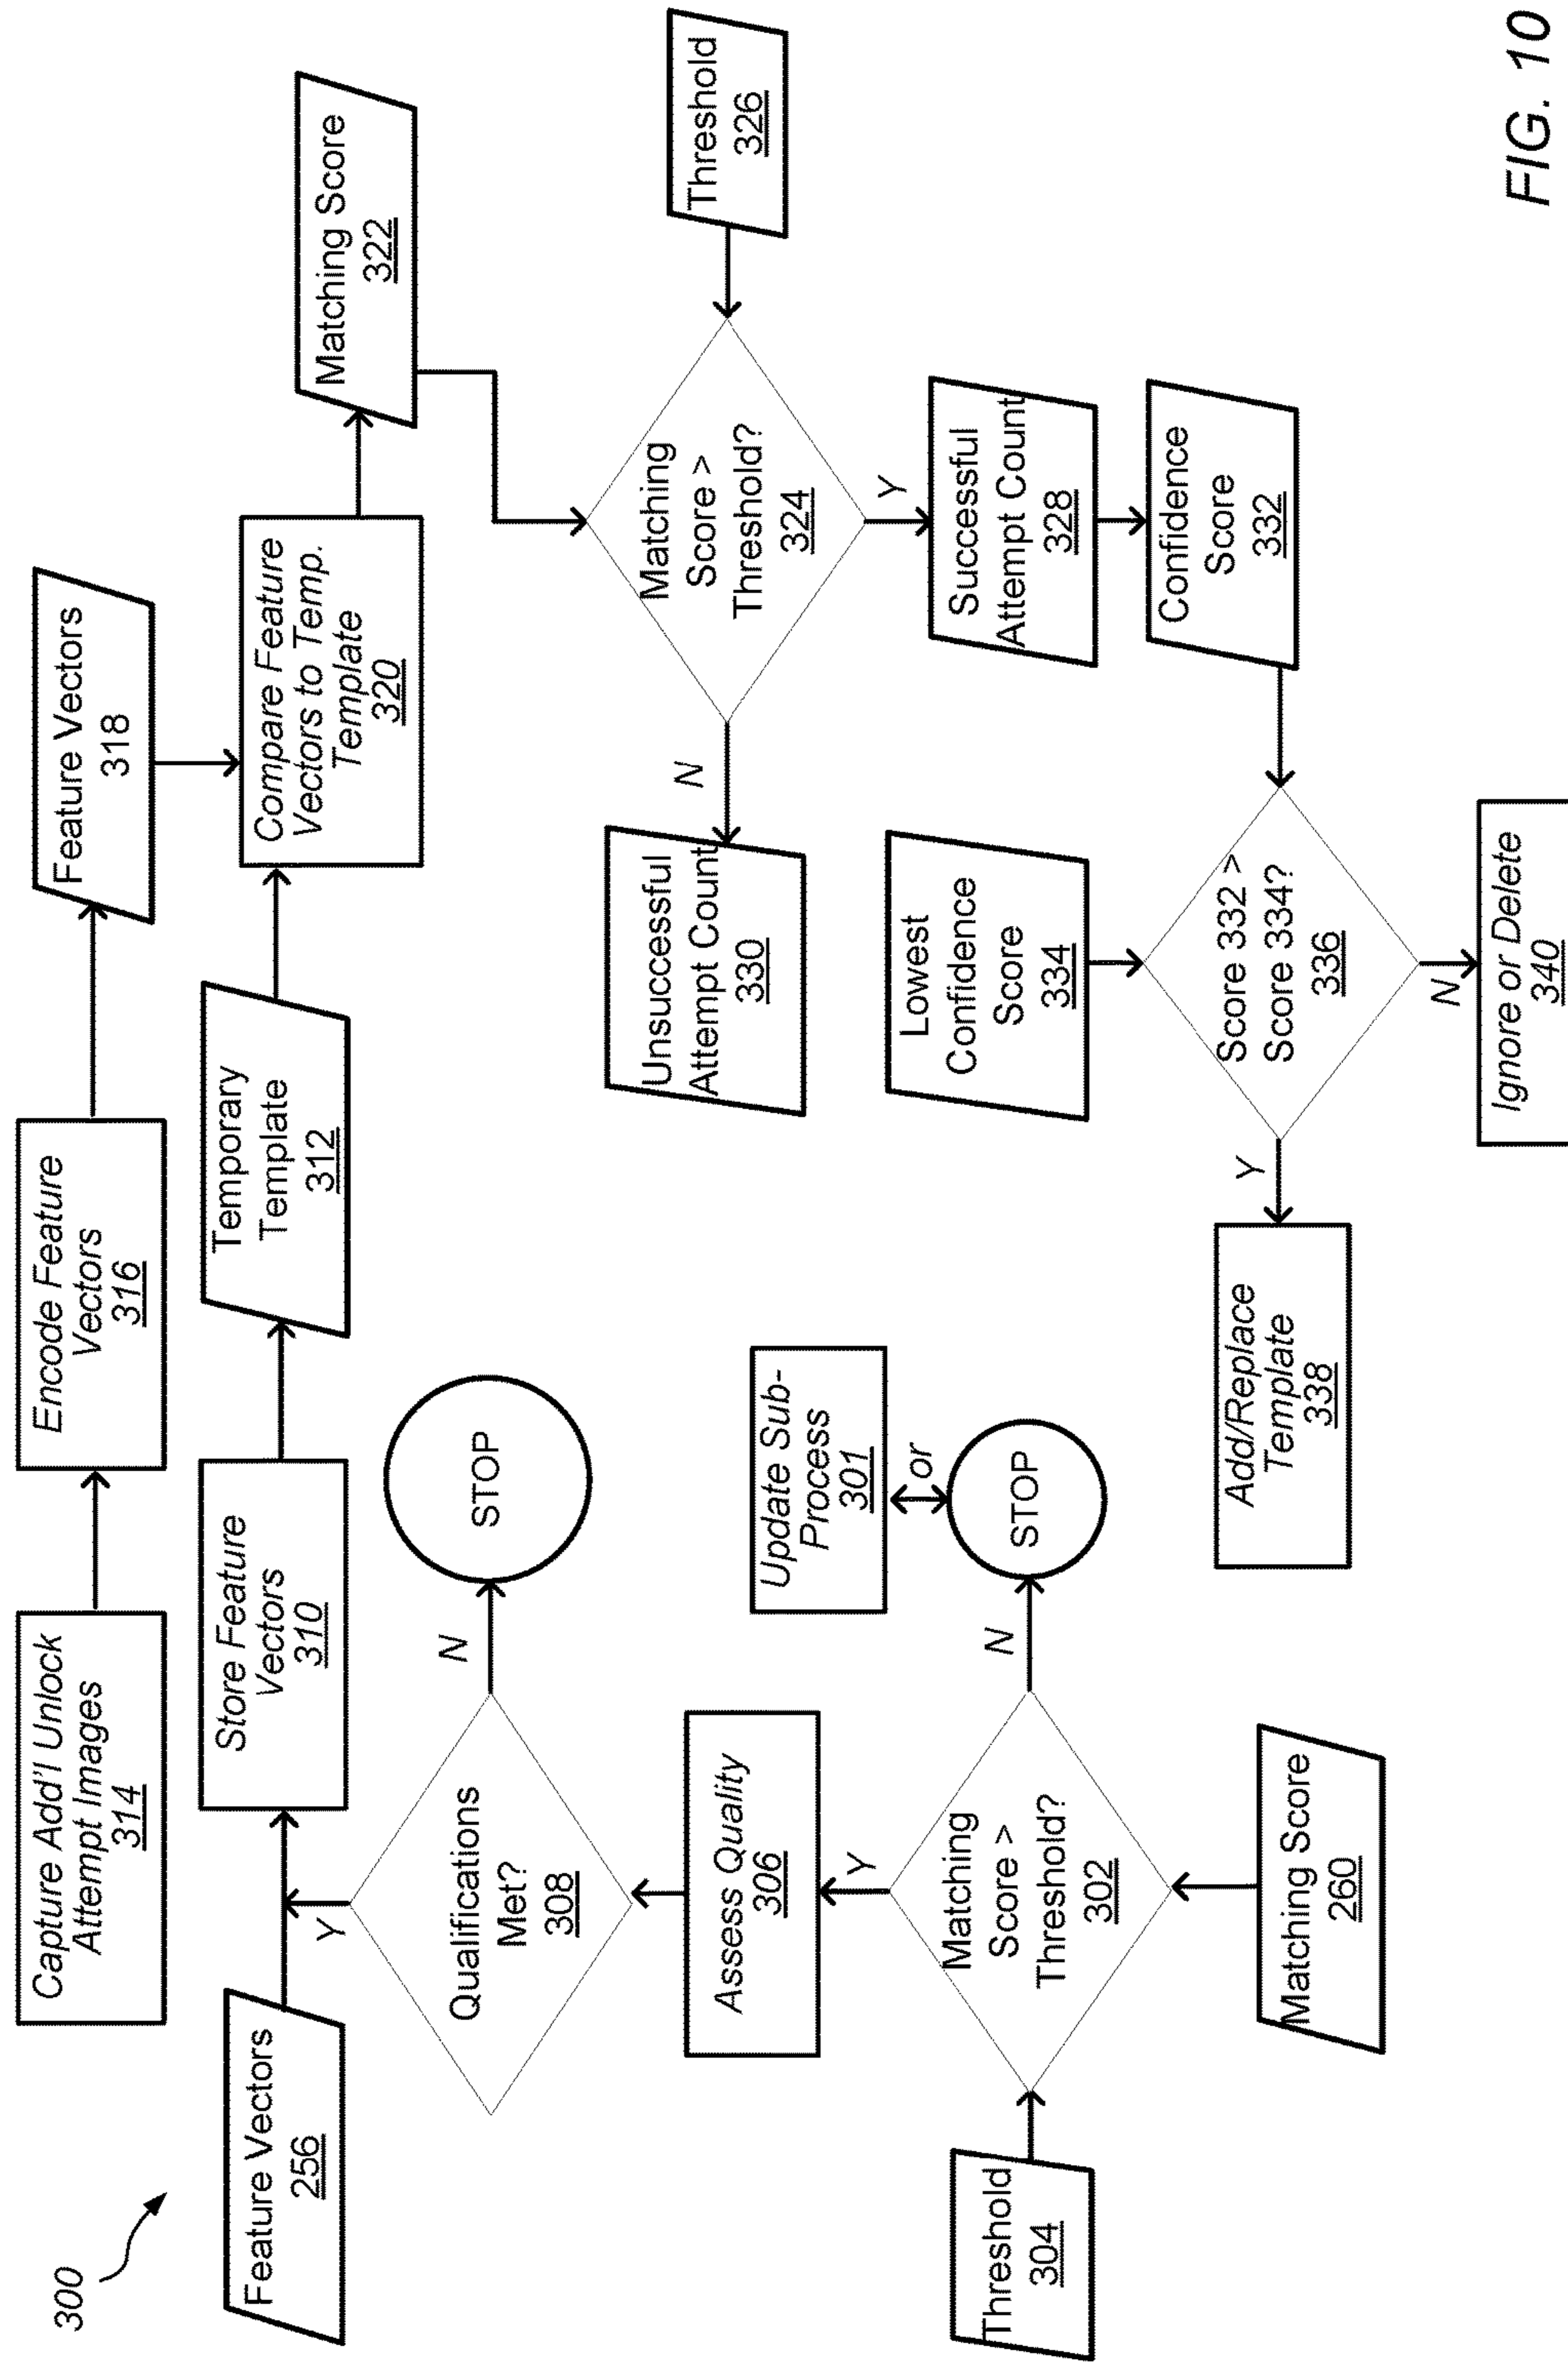 300
Capture Add'l Unlock
Attempt Images
314
Encode Feature
Vectors
316
Feature Vectors
318
Feature Vectors
256
Store Feature
Vectors
310
Temporary
Template
312
Compare Feature
Vectors to Temp.
Template
320
Matching Score
322
Y
Qualifications
Met?
308
N
STOP
Assess Quality
306
Y
Threshold
304
Matching
Score >
Threshold?
302
N
STOP
or
Update Sub-
Process
301
Matching Score
260
Threshold
326
Matching
Score >
Threshold?
324
N
Unsuccessful
Attempt Count
330
Y
Successful
Attempt Count
328
Confidence
Score
332
Lowest
Confidence
Score
334
Score 332 >
Score 334?
336
Y
Add/Replace
Template
338
N
Ignore or Delete
340
FIG. 10